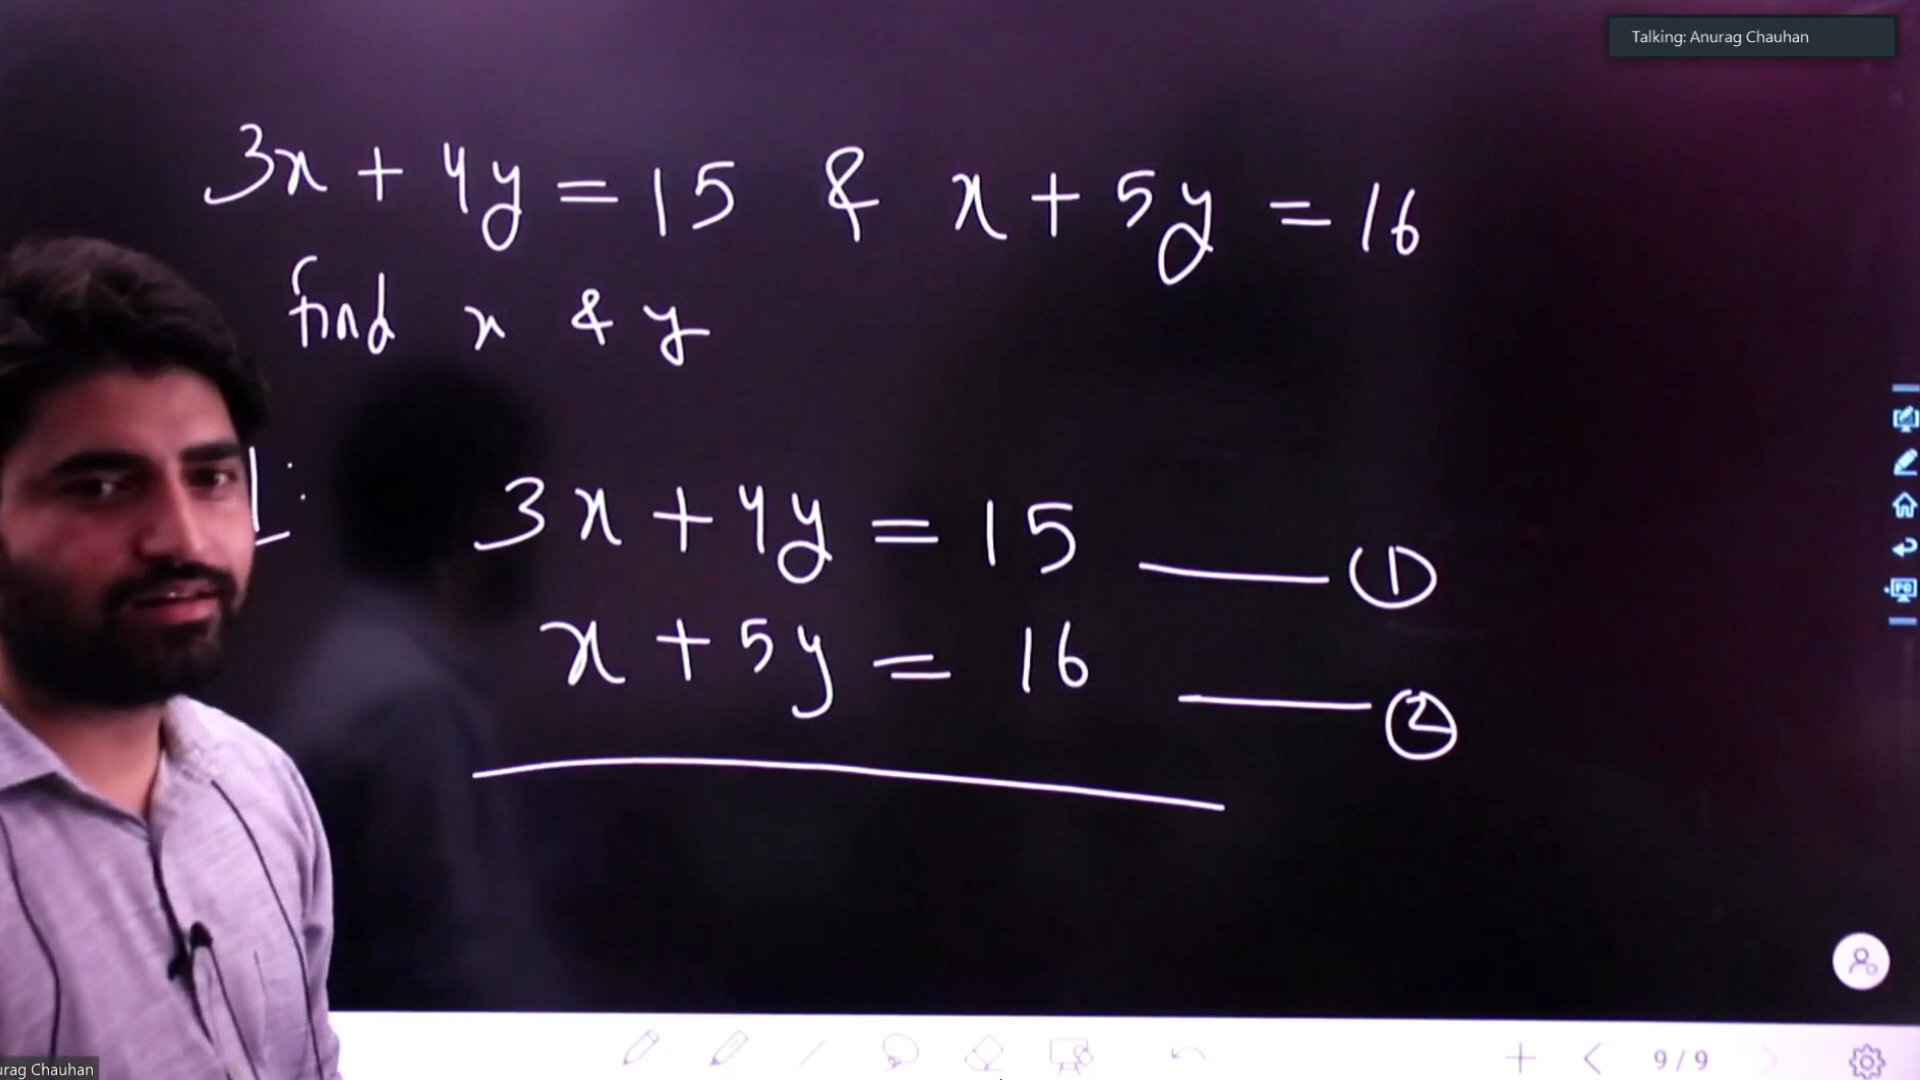 Talking: Anurag Chauhan
3x + 4y = 15 & x + 5y = 16
find x & y
3x + 4y = 15 —— ①
x + 5y = 16 —— ②
9/9
urag Chauhan